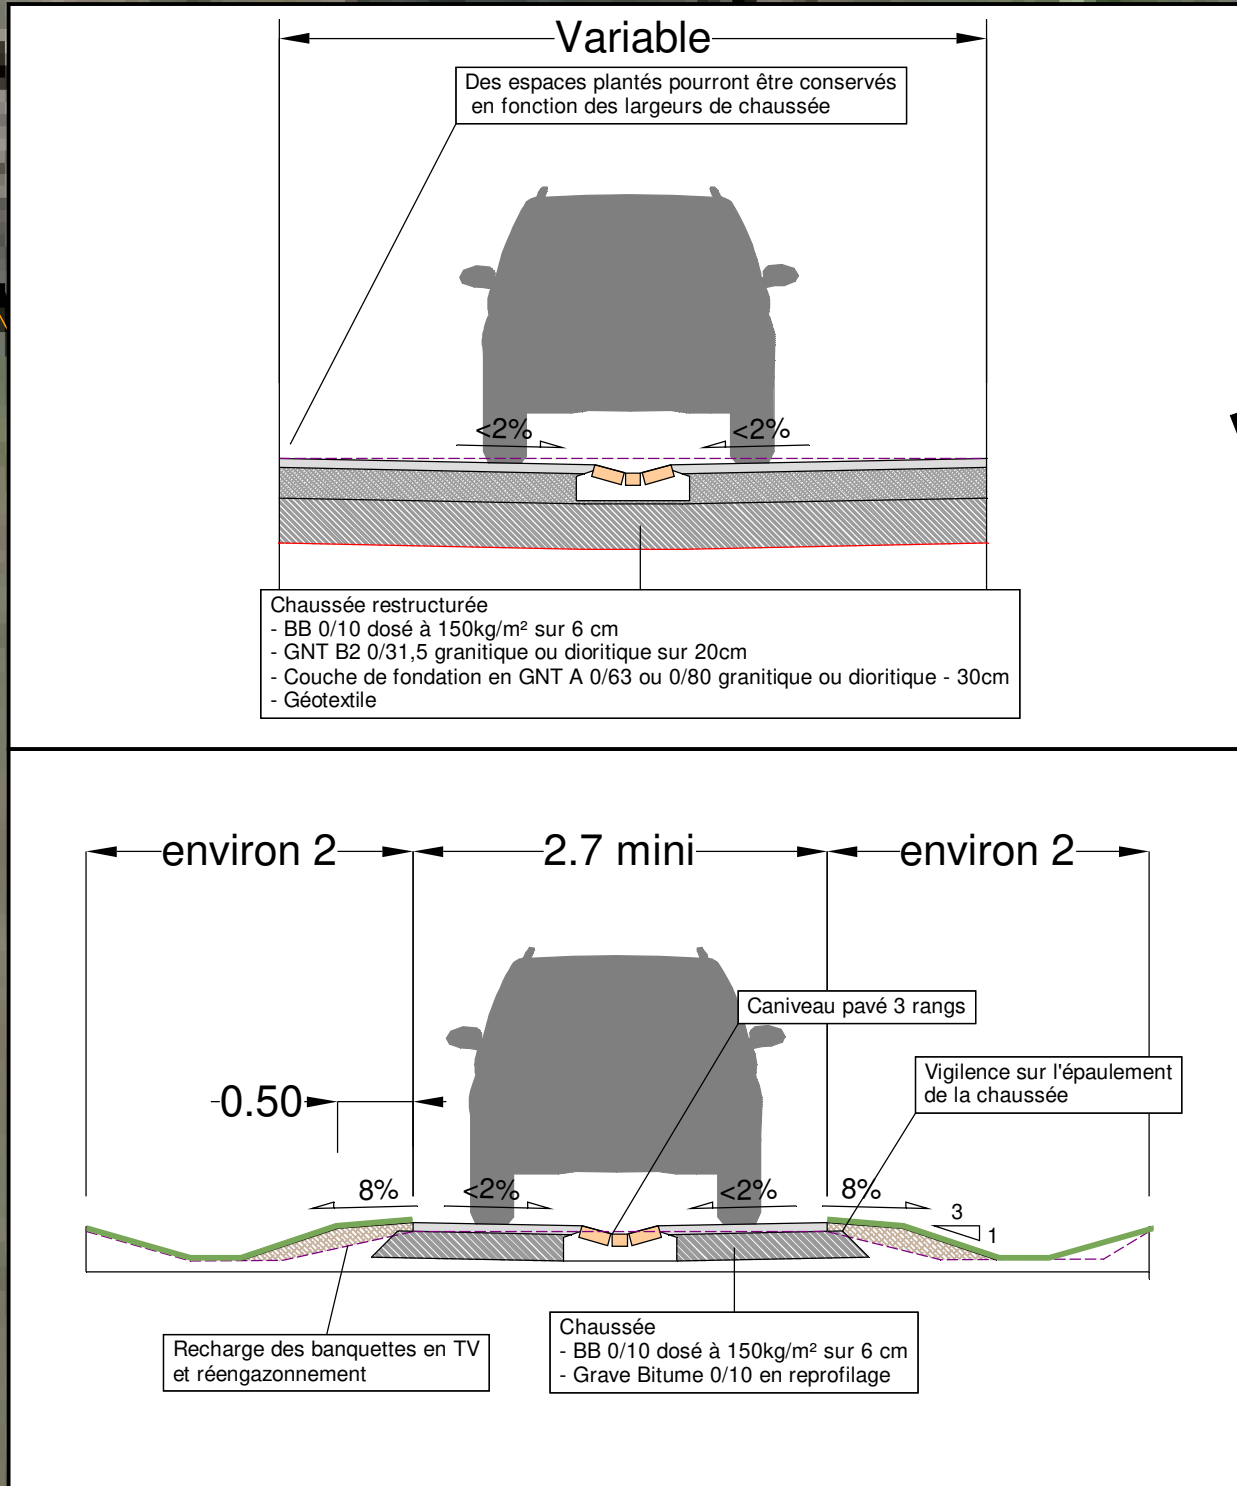 Variable
Des espaces plantés pourront être conservés
en fonction des largeurs de chaussée
<2%
<2%
Chaussée restructurée
- BB 0/10 dosé à 150kg/m² sur 6 cm
- GNT B2 0/31,5 granitique ou dioritique sur 20cm
- Couche de fondation en GNT A 0/63 ou 0/80 granitique ou dioritique - 30cm
- Géotextile
environ 2
2.7 mini
environ 2
Caniveau pavé 3 rangs
Vigilence sur l'épaulement
de la chaussée
0.50
8%
<2%
<2%
8%
3
1
Recharge des banquettes en TV
et réengazonnement
Chaussée
- BB 0/10 dosé à 150kg/m² sur 6 cm
- Grave Bitume 0/10 en reprofilage